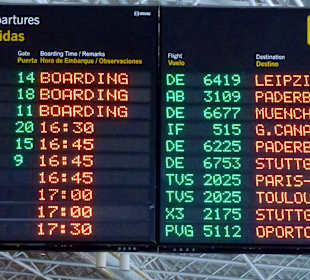 partures
idas
Gate Boarding Time / Remarks
Puerta Hora de Embarque / Observaciones
14 BOARDING
18 BOARDING
11 BOARDING
20 16:30
15 16:45
9 16:45
16:45
17:00
17:00
17:00
Flight Destination
Vuelo Destino
DE 6419 LEIPZI
AB 3109 PADERB
DE 6677 MUENCH
IF 515 G.CANA
DE 6225 PADERB
DE 6753 STUTTG
TVS 2025 PARIS-
TVS 2025 TOULOU
X3 2175 STUTTG
PVG 5112 OPORTO